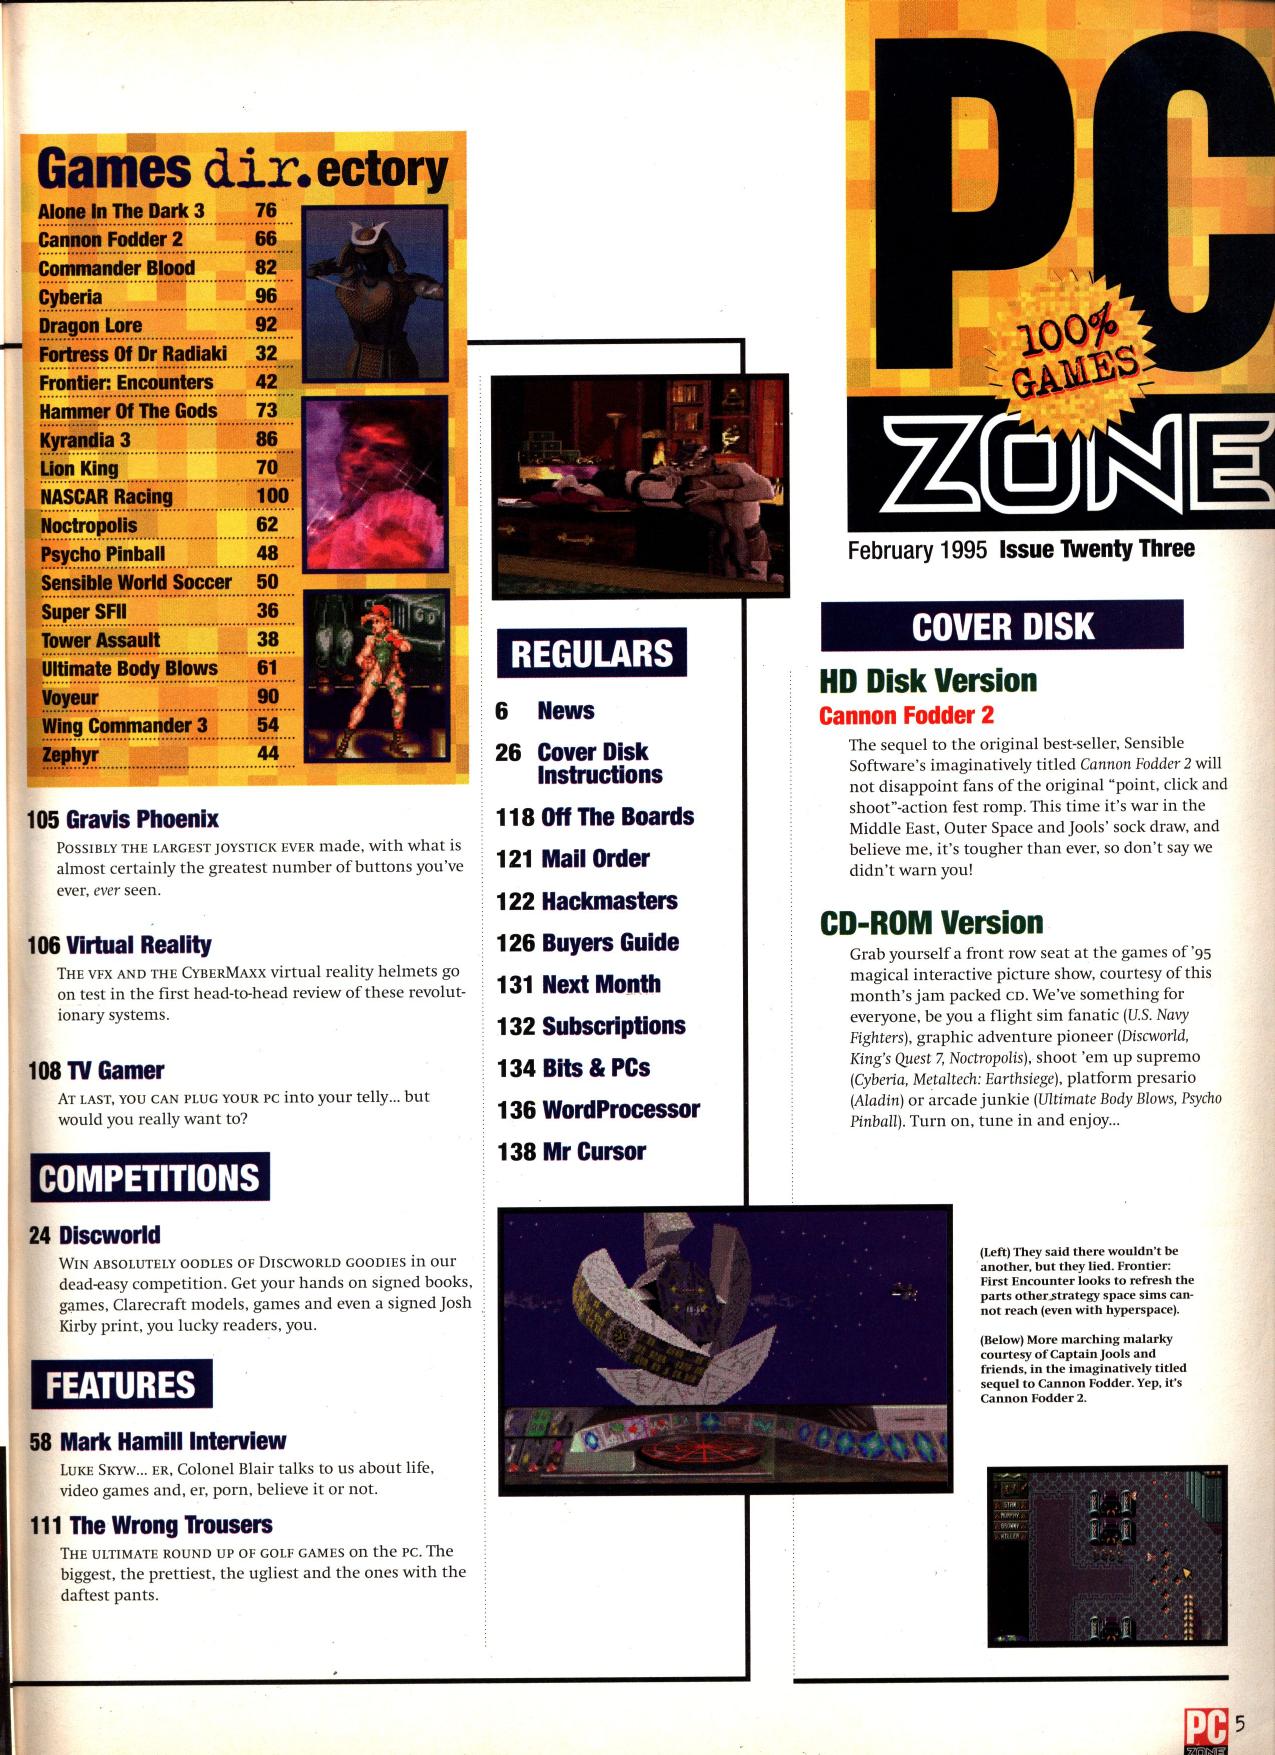 PC
100%
GAMES
ZONE
February 1995 Issue Twenty Three
Games dir.ectory
Alone In The Dark 3 76
Cannon Fodder 2 66
Commander Blood 82
Cyberia 96
Dragon Lore 92
Fortress Of Dr Radiaki 32
Frontier: Encounters 42
Hammer Of The Gods 73
Kyrandia 3 86
Lion King 70
NASCAR Racing 100
Noctropolis 62
Psycho Pinball 48
Sensible World Soccer 50
Super SFII 36
Tower Assault 38
Ultimate Body Blows 61
Voyeur 90
Wing Commander 3 54
Zephyr 44
105 Gravis Phoenix
POSSIBLY THE LARGEST JOYSTICK EVER made, with what is
almost certainly the greatest number of buttons you've
ever, ever seen.
106 Virtual Reality
THE VFX AND THE CYBERMAXX virtual reality helmets go
on test in the first head-to-head review of these revolut-
ionary systems.
108 TV Gamer
AT LAST, YOU CAN PLUG YOUR PC into your telly... but
would you really want to?
COMPETITIONS
24 Discworld
WIN ABSOLUTELY OODLES OF DISCWORLD GOODIES in our
dead-easy competition. Get your hands on signed books,
games, Clarecraft models, games and even a signed Josh
Kirby print, you lucky readers, you.
FEATURES
58 Mark Hamill Interview
LUKE SKYW... ER, Colonel Blair talks to us about life,
video games and, er, porn, believe it or not.
111 The Wrong Trousers
THE ULTIMATE ROUND UP OF GOLF GAMES on the PC. The
biggest, the prettiest, the ugliest and the ones with the
daftest pants.
REGULARS
6 News
26 Cover Disk
Instructions
118 Off The Boards
121 Mail Order
122 Hackmasters
126 Buyers Guide
131 Next Month
132 Subscriptions
134 Bits & PCs
136 WordProcessor
138 Mr Cursor
COVER DISK
HD Disk Version
Cannon Fodder 2
The sequel to the original best-seller, Sensible
Software's imaginatively titled Cannon Fodder 2 will
not disappoint fans of the original "point, click and
shoot"-action fest romp. This time it's war in the
Middle East, Outer Space and Jools' sock draw, and
believe me, it's tougher than ever, so don't say we
didn't warn you!
CD-ROM Version
Grab yourself a front row seat at the games of '95
magical interactive picture show, courtesy of this
month's jam packed CD. We've something for
everyone, be you a flight sim fanatic (U.S. Navy
Fighters), graphic adventure pioneer (Discworld,
King's Quest 7, Noctropolis), shoot 'em up supremo
(Cyberia, Metaltech: Earthsiege), platform presario
(Aladin) or arcade junkie (Ultimate Body Blows, Psycho
Pinball). Turn on, tune in and enjoy...
(Left) They said there wouldn't be
another, but they lied. Frontier:
First Encounter looks to refresh the
parts other strategy space sims can-
not reach (even with hyperspace).
(Below) More marching malarky
courtesy of Captain Jools and
friends, in the imaginatively titled
sequel to Cannon Fodder. Yep, it's
Cannon Fodder 2.
PC
ZONE
5